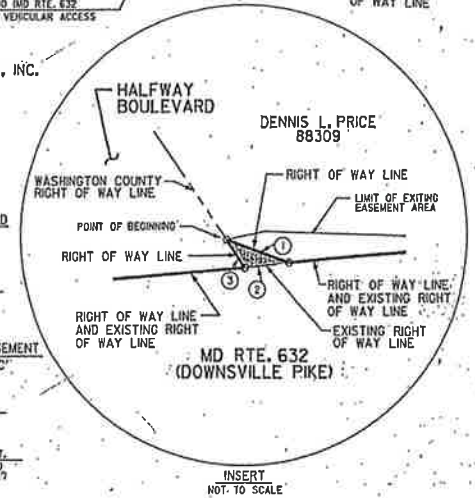 (MD RTE. 632
VEHICULAR ACCESS
OF WAY LINE
, INC.
HALFWAY
BOULEVARD
DENNIS L. PRICE
88309
WASHINGTON COUNTY
RIGHT OF WAY LINE
RIGHT OF WAY LINE
LIMIT OF EXITING
EASEMENT AREA
POINT OF BEGINNING
RIGHT OF WAY LINE
1
3
2
RIGHT OF WAY LINE
AND EXISTING RIGHT
OF WAY LINE
RIGHT OF WAY LINE
AND EXISTING RIGHT
OF WAY LINE
EXISTING RIGHT
OF WAY LINE
MD RTE. 632
(DOWNSVILLE PIKE)
INSERT
NOT TO SCALE